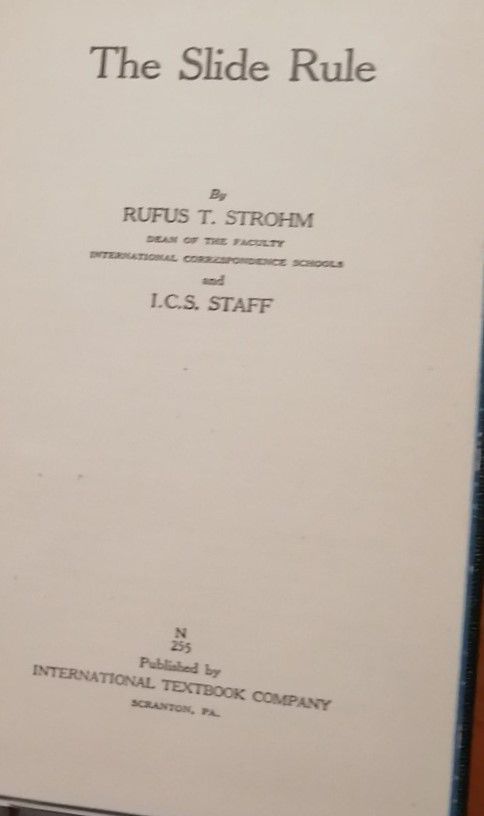 The Slide Rule
By
RUFUS T. STROHM
DEAN OF THE FACULTY
INTERNATIONAL CORRESPONDENCE SCHOOLS
and
I.C.S. STAFF
N
255
Published by
INTERNATIONAL TEXTBOOK COMPANY
SCRANTON, PA.